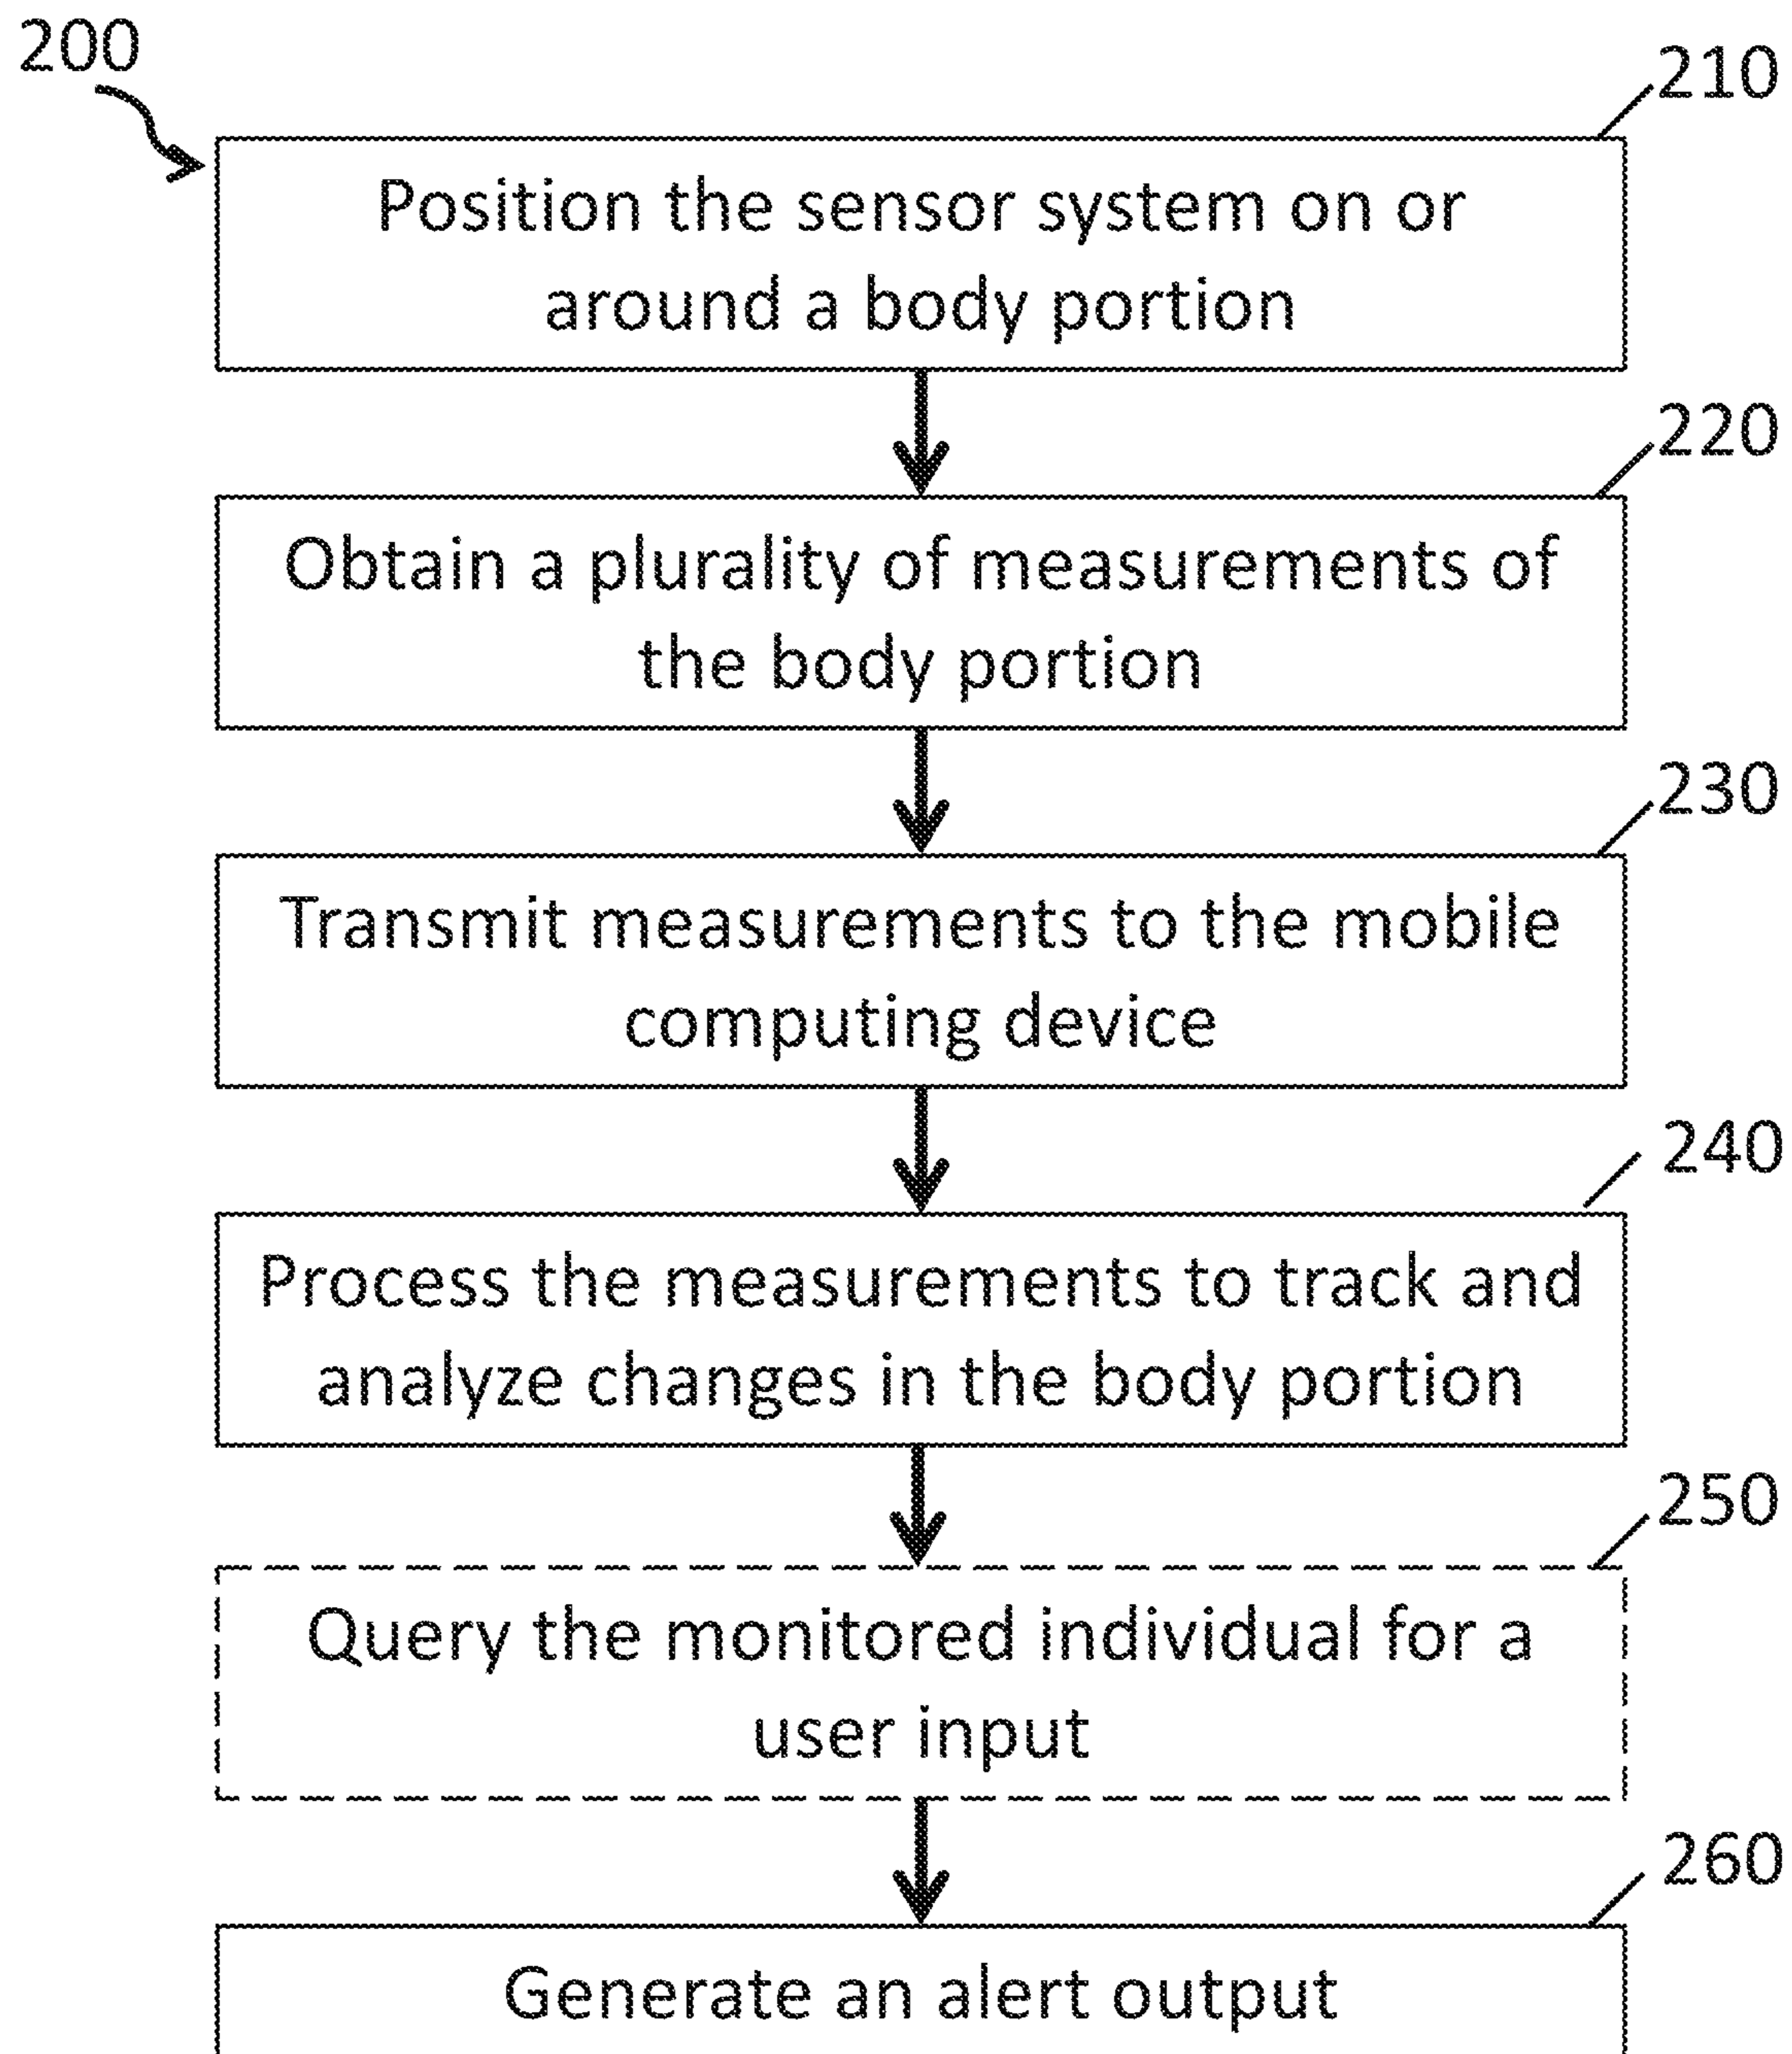 200
210
Position the sensor system on or
around a body portion
220
Obtain a plurality of measurements of
the body portion
230
Transmit measurements to the mobile
computing device
240
Process the measurements to track and
analyze changes in the body portion
250
Query the monitored individual for a
user input
260
Generate an alert output